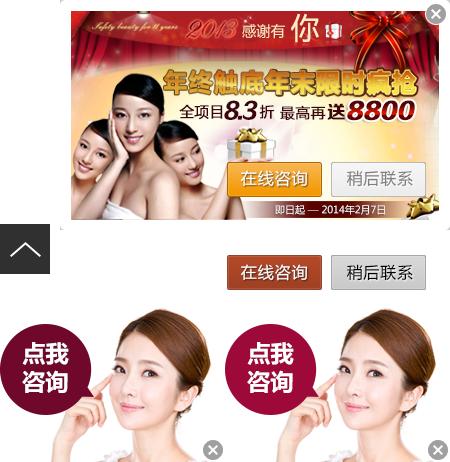 Safety beauty for 11 years
2013 感谢有 你
年终触底年末限时疯抢
全项目8.3折 最高再送8800
在线咨询 稍后联系
即日起 — 2014年2月7日
在线咨询 稍后联系
点我 点我
咨询 咨询